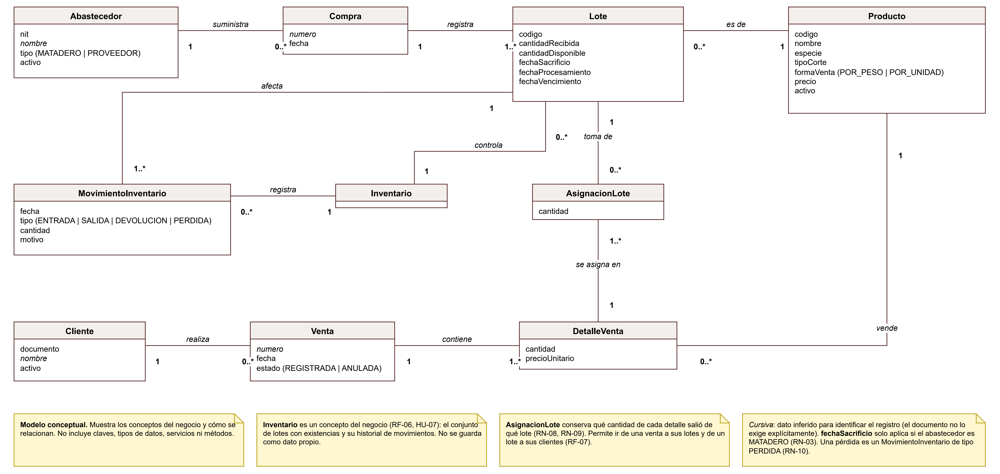 Abastecedor
nit
nombre
tipo (MATADERO | PROVEEDOR)
activo
suministra
1
0..*
Compra
numero
fecha
registra
1
1..*
Lote
codigo
cantidadRecibida
cantidadDisponible
fechaSacrificio
fechaProcesamiento
fechaVencimiento
es de
0..*
1
Producto
codigo
nombre
especie
tipoCorte
formaVenta (POR_PESO | POR_UNIDAD)
precio
activo
afecta
1
1..*
controla
0..*
1
1
toma de
0..*
1
MovimientoInventario
fecha
tipo (ENTRADA | SALIDA | DEVOLUCION | PERDIDA)
cantidad
motivo
registra
0..*
1
Inventario
AsignacionLote
cantidad
1..*
se asigna en
1
vende
0..*
Cliente
documento
nombre
activo
realiza
1
0..*
Venta
numero
fecha
estado (REGISTRADA | ANULADA)
contiene
1
1..*
DetalleVenta
cantidad
precioUnitario
Modelo conceptual. Muestra los conceptos del negocio y cómo se
relacionan. No incluye claves, tipos de datos, servicios ni métodos.
Inventario es un concepto del negocio (RF-06, HU-07): el conjunto
de lotes con existencias y su historial de movimientos. No se guarda
como dato propio.
AsignacionLote conserva qué cantidad de cada detalle salió de
qué lote (RN-08, RN-09). Permite ir de una venta a sus lotes y de un
lote a sus clientes (RF-07).
Cursiva: dato inferido para identificar el registro (el documento no lo
exige explícitamente). fechaSacrificio solo aplica si el abastecedor es
MATADERO (RN-03). Una pérdida es un MovimientoInventario de tipo
PERDIDA (RN-10).